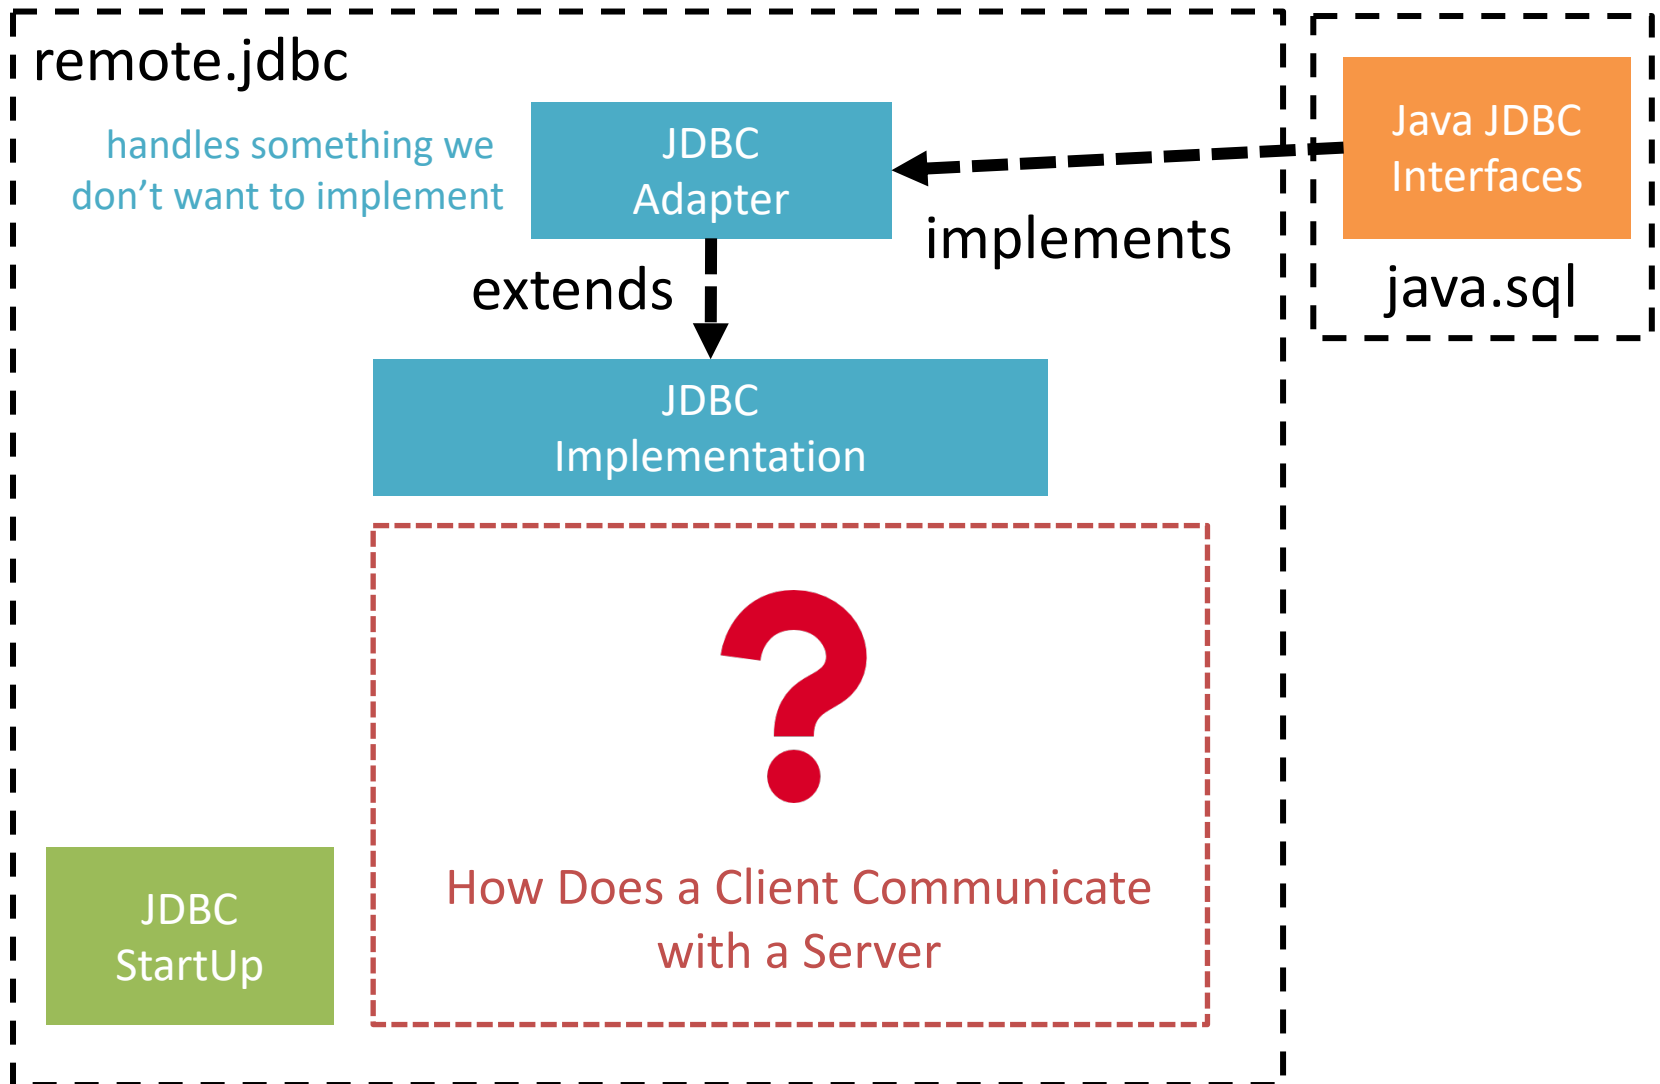 remote.jdbc
handles something we
don’t want to implement
JDBC
Adapter
Java JDBC
Interfaces
implements
java.sql
extends
JDBC
Implementation
?
How Does a Client Communicate
with a Server
JDBC
StartUp